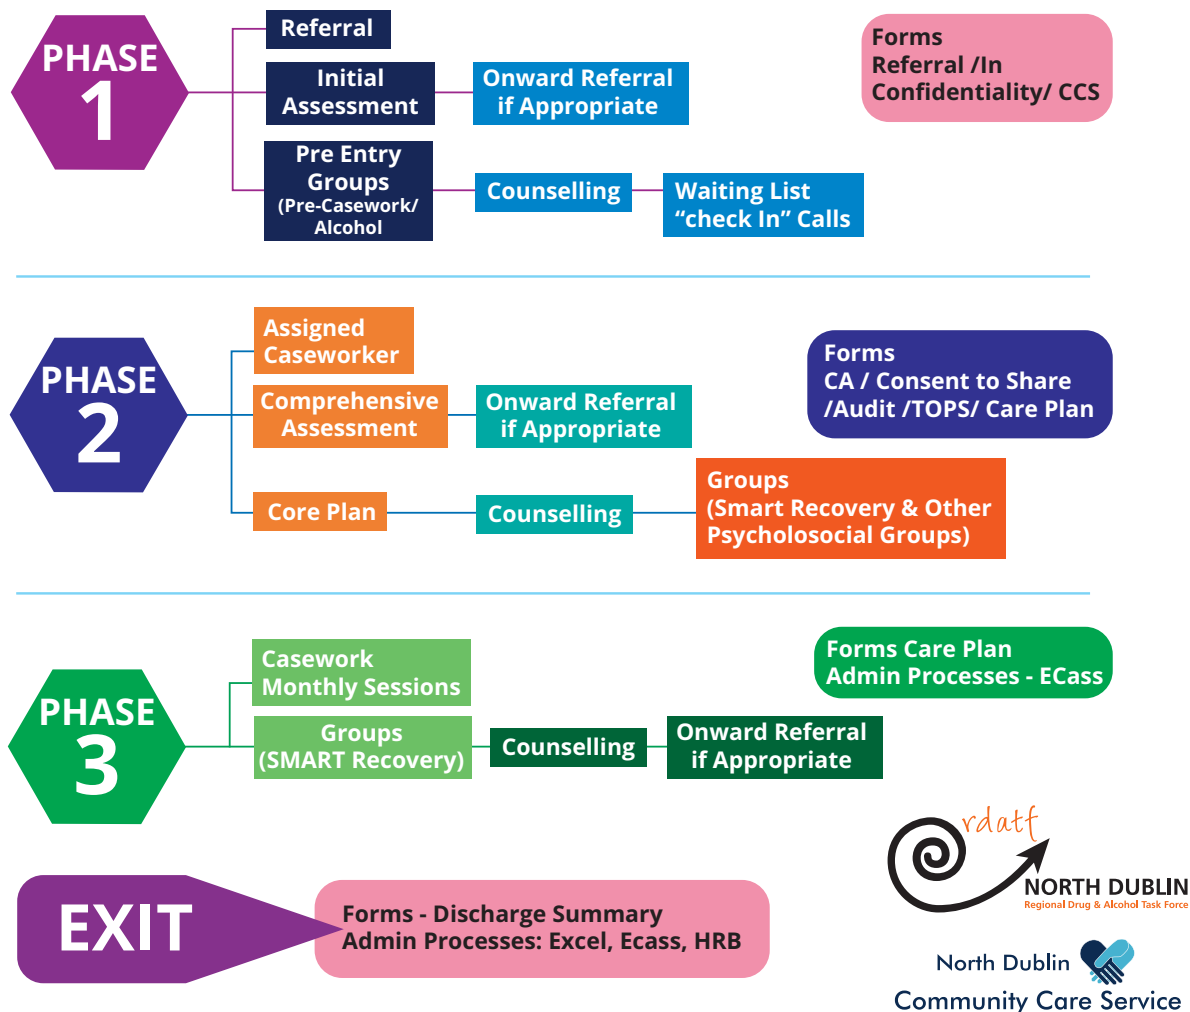 PHASE
1
Referral
Initial
Assessment
Onward Referral
if Appropriate
Pre Entry
Groups
(Pre-Casework/
Alcohol
Counselling
Waiting List
“check In” Calls
Forms
Referral /In
Confidentiality/ CCS
PHASE
2
Assigned
Caseworker
Comprehensive
Assessment
Onward Referral
if Appropriate
Core Plan
Counselling
Groups
(Smart Recovery & Other
Psycholosocial Groups)
Forms
CA / Consent to Share
/Audit /TOPS/ Care Plan
PHASE
3
Casework
Monthly Sessions
Groups
(SMART Recovery)
Counselling
Onward Referral
if Appropriate
Forms Care Plan
Admin Processes - ECass
EXIT
Forms - Discharge Summary
Admin Processes: Excel, Ecass, HRB
rdatf
NORTH DUBLIN
Regional Drug & Alcohol Task Force
North Dublin
Community Care Service